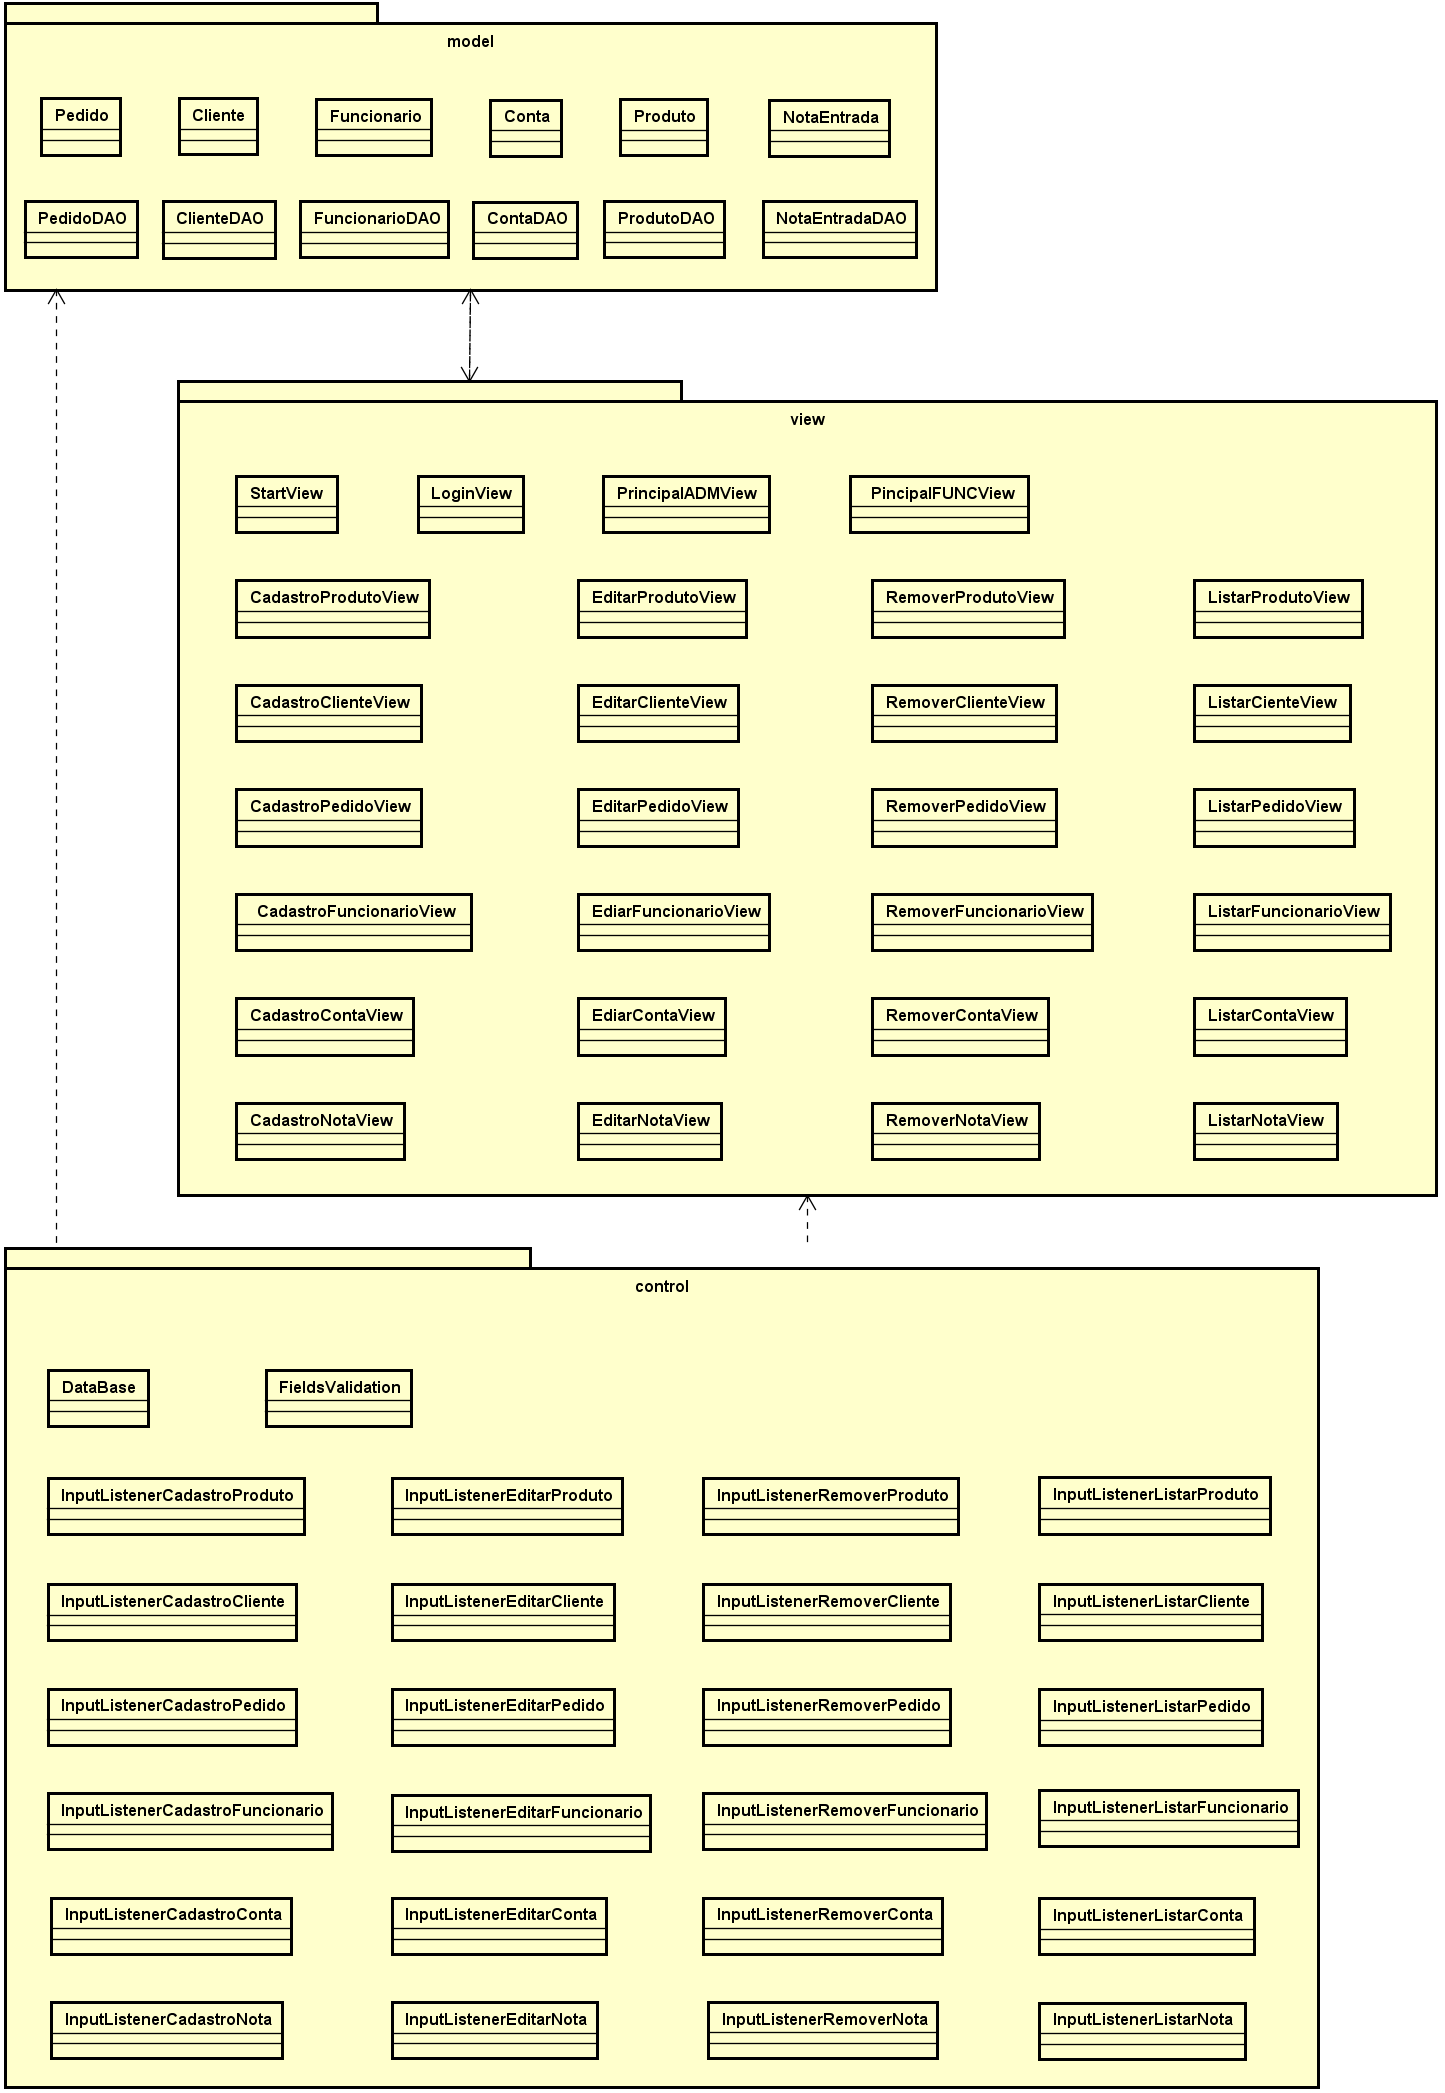 model
Pedido
Cliente
Funcionario
Conta
Produto
NotaEntrada
PedidoDAO
ClienteDAO
FuncionarioDAO
ContaDAO
ProdutoDAO
NotaEntradaDAO
view
StartView
LoginView
PrincipalADMView
PincipalFUNCView
CadastroProdutoView
EditarProdutoView
RemoverProdutoView
ListarProdutoView
CadastroClienteView
EditarClienteView
RemoverClienteView
ListarCienteView
CadastroPedidoView
EditarPedidoView
RemoverPedidoView
ListarPedidoView
CadastroFuncionarioView
EdiarFuncionarioView
RemoverFuncionarioView
ListarFuncionarioView
CadastroContaView
EdiarContaView
RemoverContaView
ListarContaView
CadastroNotaView
EditarNotaView
RemoverNotaView
ListarNotaView
control
DataBase
FieldsValidation
InputListenerCadastroProduto
InputListenerEditarProduto
InputListenerRemoverProduto
InputListenerListarProduto
InputListenerCadastroCliente
InputListenerEditarCliente
InputListenerRemoverCliente
InputListenerListarCliente
InputListenerCadastroPedido
InputListenerEditarPedido
InputListenerRemoverPedido
InputListenerListarPedido
InputListenerCadastroFuncionario
InputListenerEditarFuncionario
InputListenerRemoverFuncionario
InputListenerListarFuncionario
InputListenerCadastroConta
InputListenerEditarConta
InputListenerRemoverConta
InputListenerListarConta
InputListenerCadastroNota
InputListenerEditarNota
InputListenerRemoverNota
InputListenerListarNota